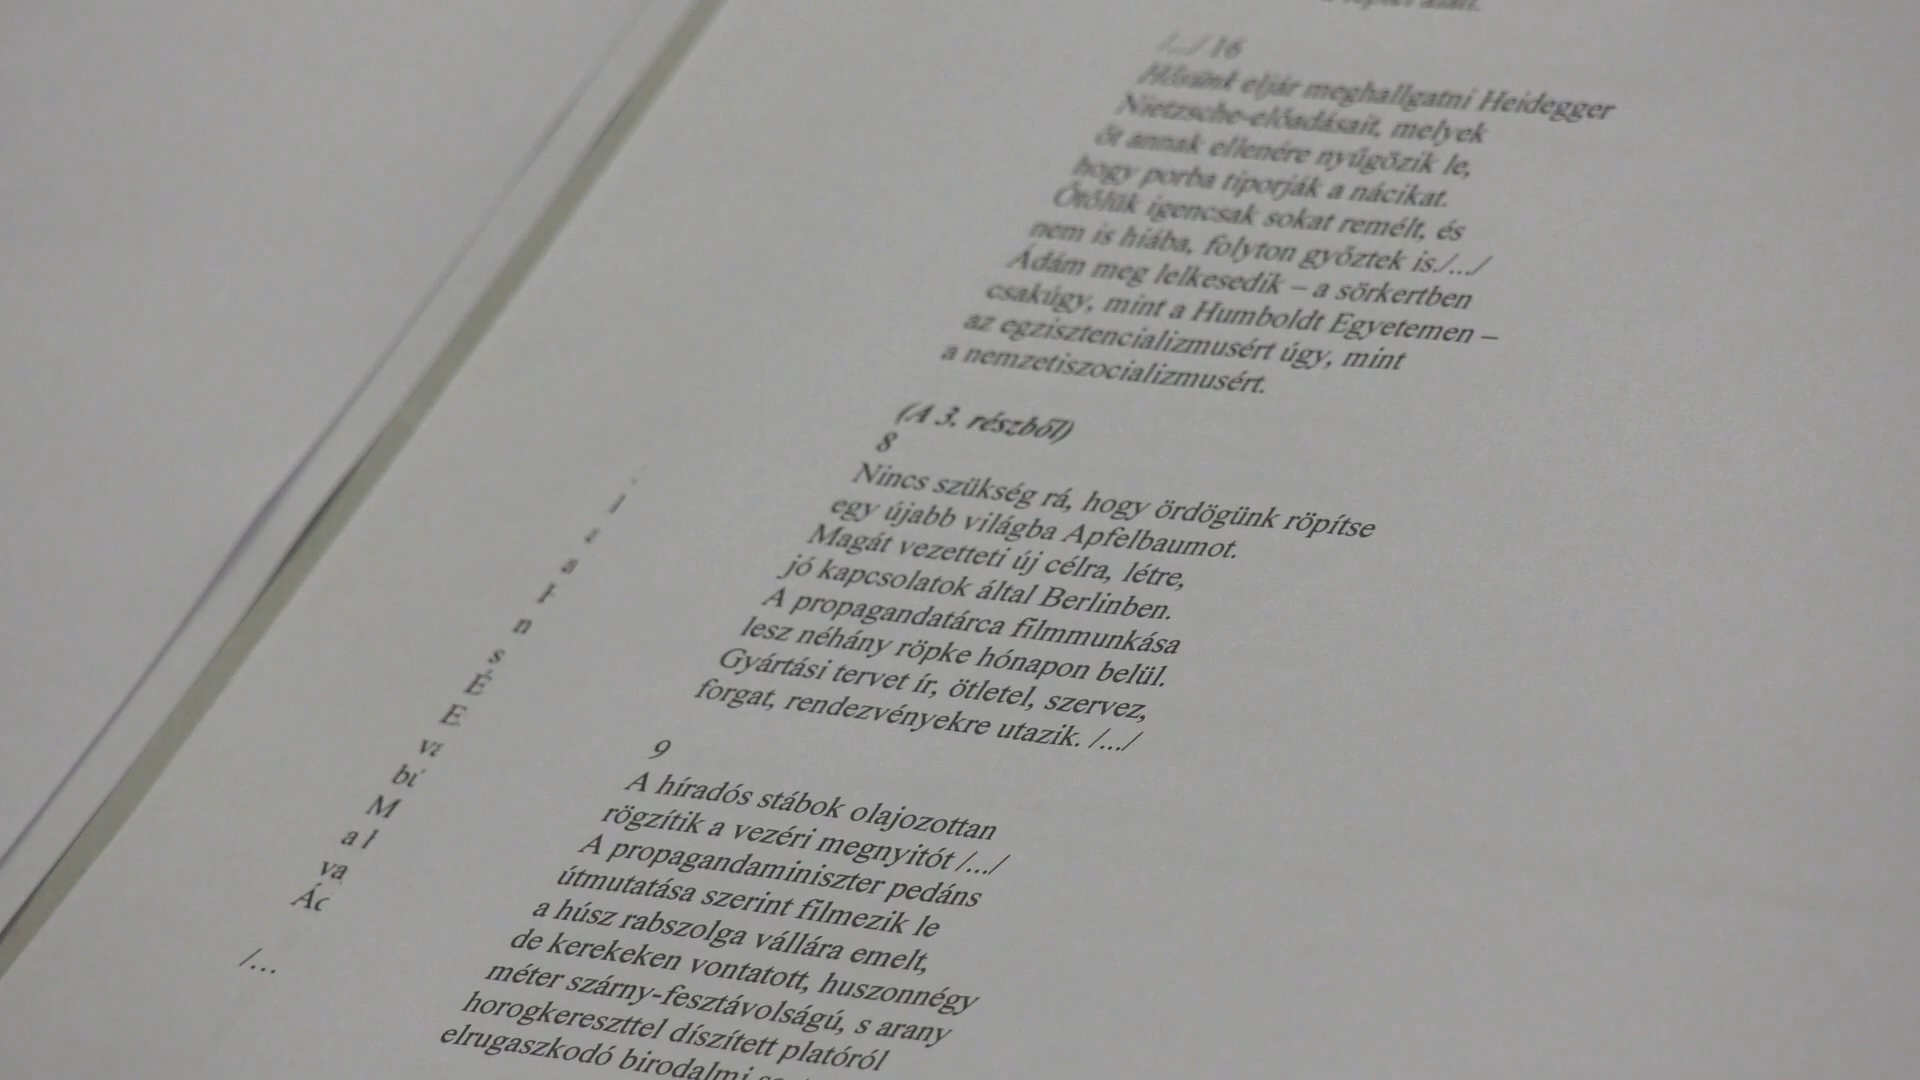 /.../ 16
Hősünk eljár meghallgatni Heidegger
Nietzsche-előadásait, melyek
őt annak ellenére nyűgözik le,
hogy porba tiporják a nácikat.
Őtőlük igencsak sokat remélt, és
nem is hiába, folyton győztek is./.../
Ádám meg lelkesedik – a sörkertben
csakúgy, mint a Humboldt Egyetemen –
az egzisztencializmusért úgy, mint
a nemzetiszocializmusért.
(A 3. részből)
8
Nincs szükség rá, hogy ördögünk röpítse
egy újabb világba Apfelbaumot.
Magát vezetteti új célra, létre,
jó kapcsolatok által Berlinben.
A propagandatárca filmmunkása
lesz néhány röpke hónapon belül.
Gyártási tervet ír, ötletel, szervez,
forgat, rendezvényekre utazik. /.../
9
A híradós stábok olajozottan
rögzítik a vezéri megnyitót /.../
A propagandaminiszter pedáns
útmutatása szerint filmezik le
a húsz rabszolga vállára emelt,
de kerekeken vontatott, huszonnégy
méter szárny-fesztávolságú, s arany
horogkereszttel díszített platóról
elrugaszkodó birodalmi